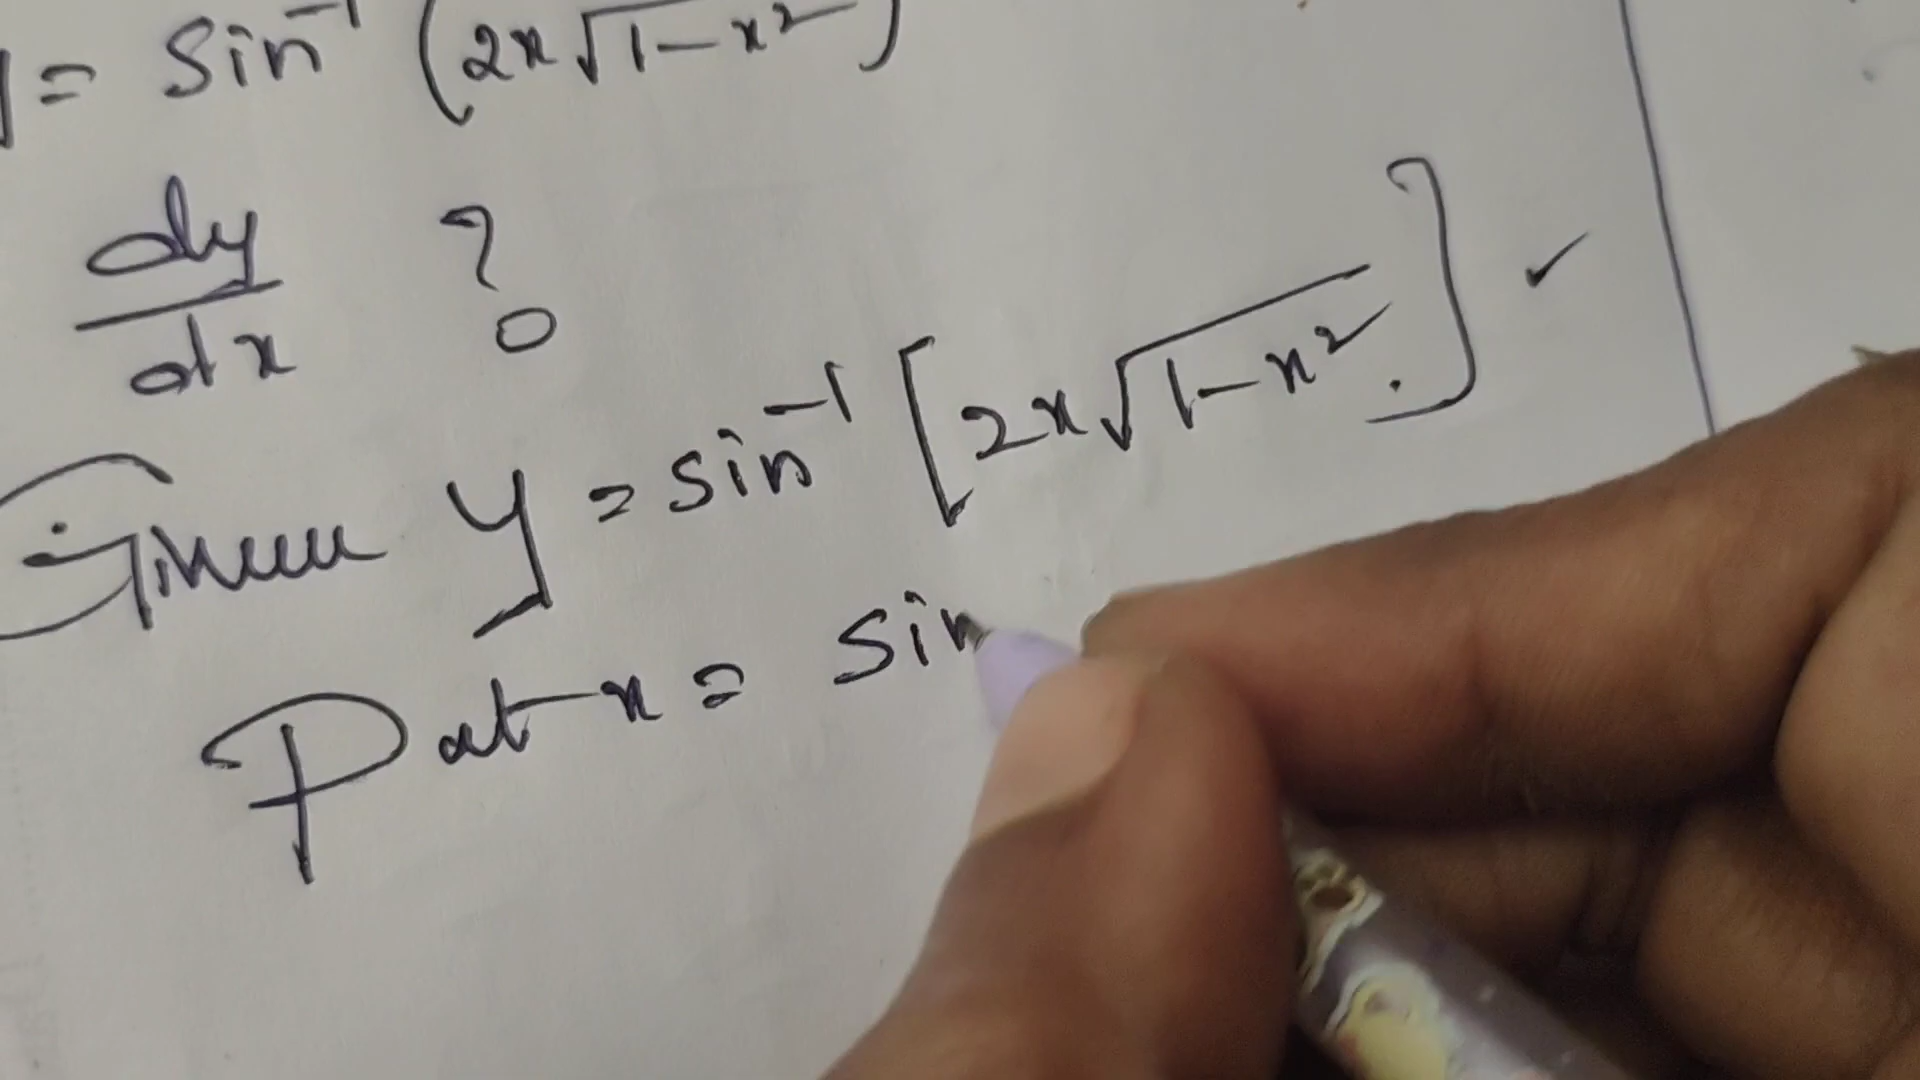 y = sin⁻¹ (2x√1-x²)
dy/dx ?
Given y = sin⁻¹ [2x√1-x²] ✓
Put x = sin